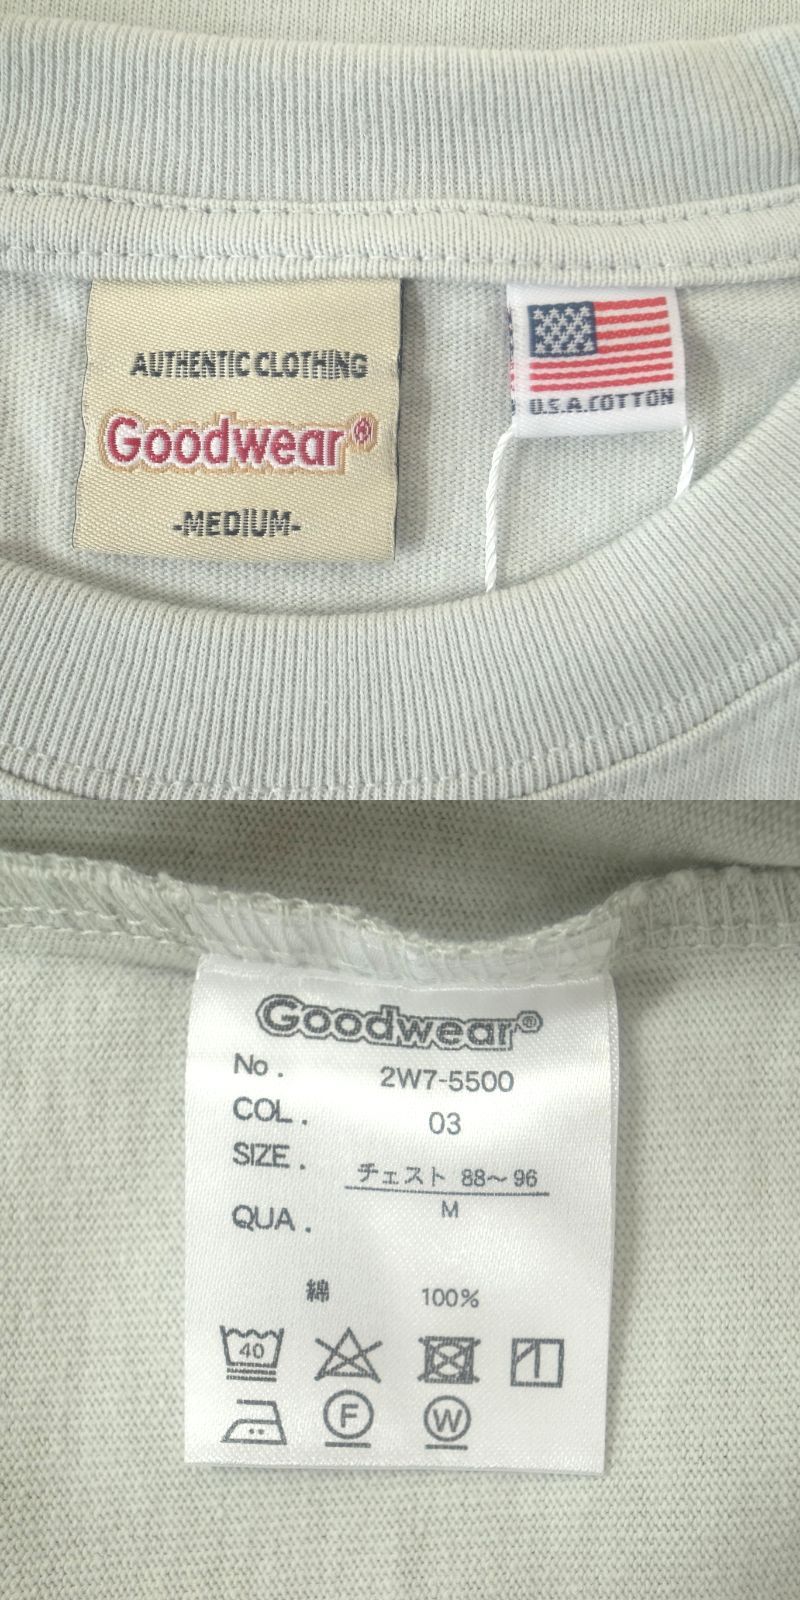 AUTHENTIC CLOTHING
Goodwear®
-MEDIUM-
U.S.A.COTTON
Goodwear®
No. 2W7-5500
COL. 03
SIZE. チェスト 88～96
M
QUA.
綿 100%
40
F W